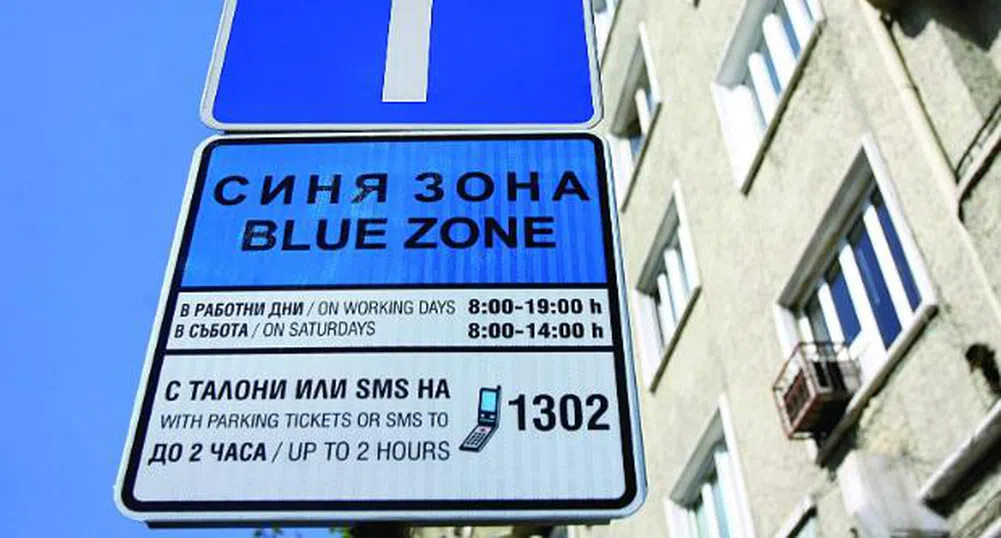 СИНЯ ЗОНА
BLUE ZONE
В РАБОТНИ ДНИ / ON WORKING DAYS 8:00-19:00 h
В СЪБОТА / ON SATURDAYS 8:00-14:00 h
С ТАЛОНИ ИЛИ SMS НА
WITH PARKING TICKETS OR SMS TO 1302
ДО 2 ЧАСА / UP TO 2 HOURS